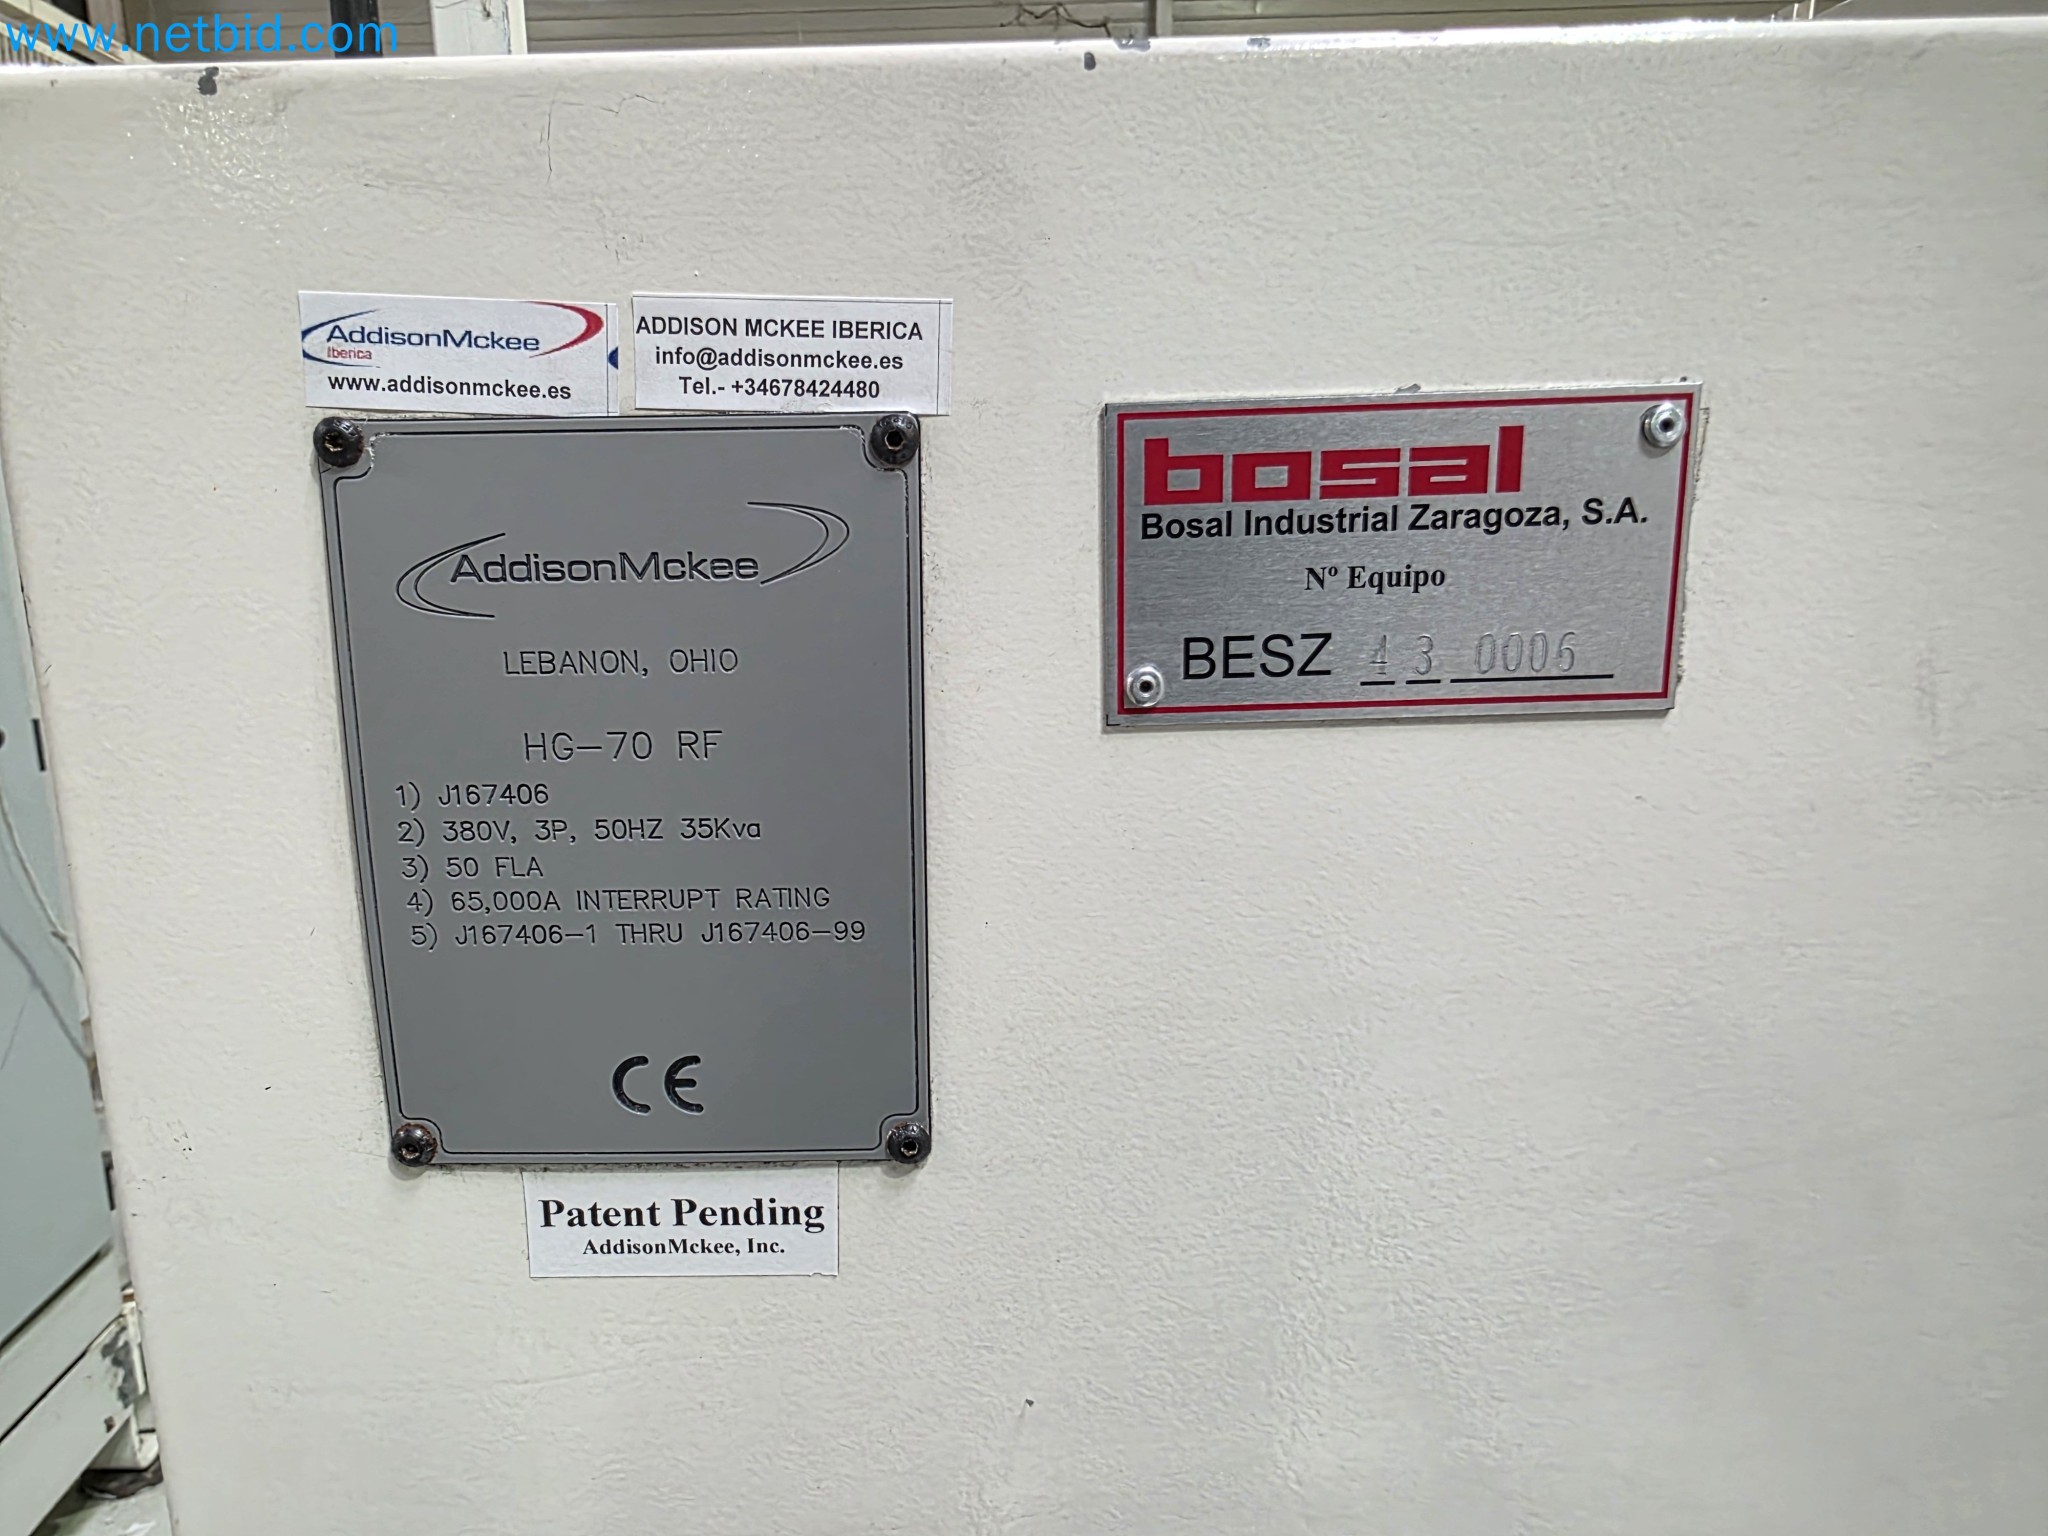 www.netbid.com
AddisonMckee
Iberica
www.addisonmckee.es
ADDISON MCKEE IBERICA
info@addisonmckee.es
Tel.- +34678424480
AddisonMckee
LEBANON, OHIO
HG-70 RF
1) J167406
2) 380V, 3P, 50HZ 35Kva
3) 50 FLA
4) 65,000A INTERRUPT RATING
5) J167406-1 THRU J167406-99
CE
Patent Pending
AddisonMckee, Inc.
bosal
Bosal Industrial Zaragoza, S.A.
Nº Equipo
BESZ 43 0006